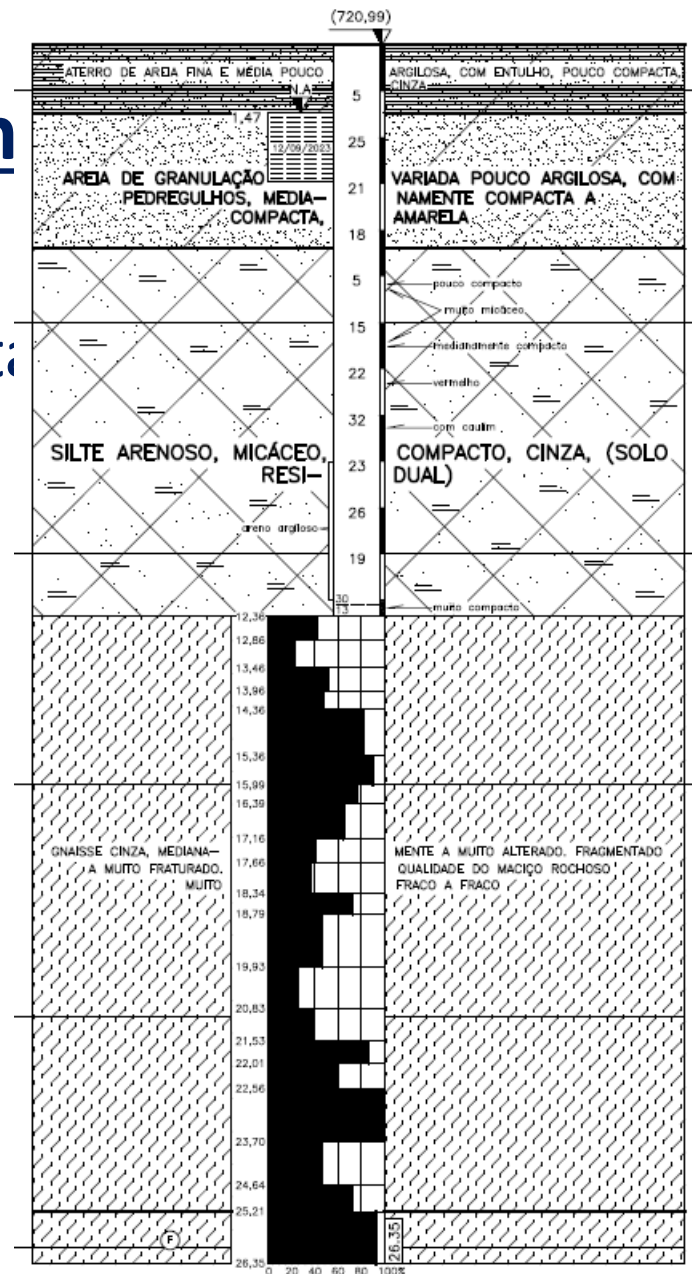 (720,99)
ATERRO DE AREIA FINA E MÉDIA POUCO ARGILOSA, COM ENTULHO, POUCO COMPACTA,
CINZA
N.A
5
1,47
n
12/09/2023
25
AREIA DE GRANULAÇÃO VARIADA POUCO ARGILOSA, COM
21
PEDREGULHOS, MEDIA– NAMENTE COMPACTA A
COMPACTA, AMARELA
18
5
pouco compacto
muito micáceo
15
medianamente compacto
ta
22
vermelho
32
com caulim
SILTE ARENOSO, MICÁCEO, COMPACTO, CINZA, (SOLO
23
RESI– DUAL)
26
areno argiloso
19
30
13
muito compacto
12,36
12,86
13,46
13,96
14,36
15,36
15,99
16,39
17,16
GNAISSE CINZA, MEDIANA– MENTE A MUITO ALTERADO. FRAGMENTADO
17,66
A MUITO FRATURADO. QUALIDADE DO MACIÇO ROCHOSO
MUITO FRACO A FRACO
18,34
18,79
19,93
20,83
21,53
22,01
22,56
23,70
24,64
25,21
F
26.35
26,35
0 20 40 60 80 100%